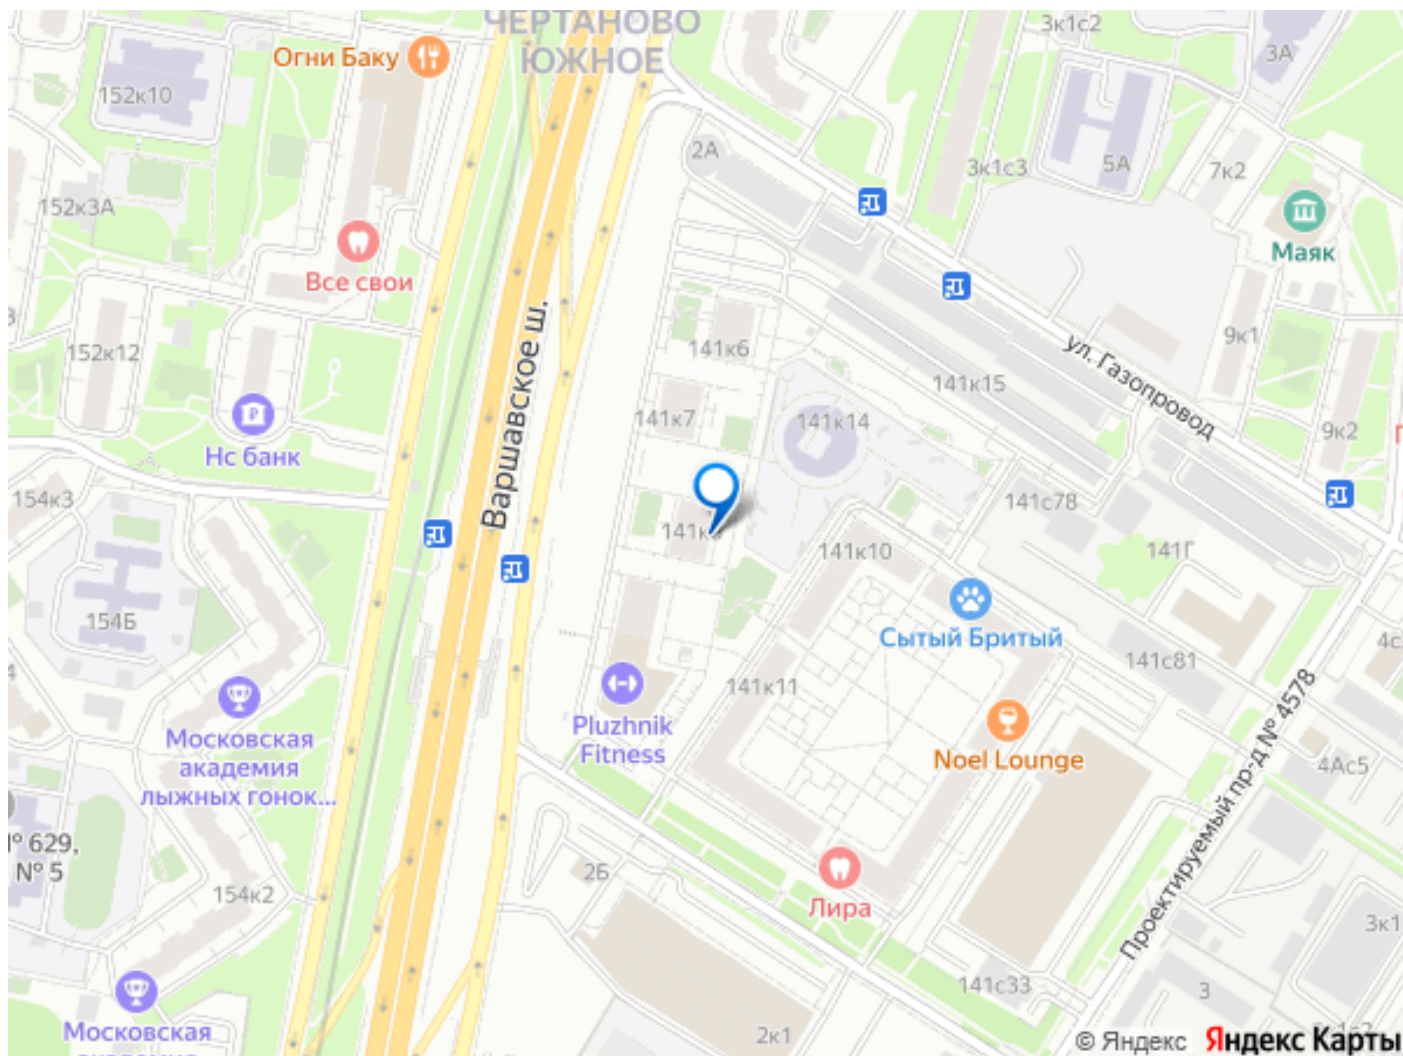 ЧЕРТАНОВО
ЮЖНОЕ
3к1с2
Огни Баку
3А
152к10
2А
3к1с3
5А
7к2
152к3А
Маяк
Все свои
152к12
141к6
9к1
ул. Газопровод
141к15
Варшавское ш.
141к7
141к14
9к2
Нс банк
154к3
141с78
141к
141к10
141Г
154Б
Сытый Бритый
4с
141с81
141к11
Pluzhnik
Fitness
Noel Lounge
Проектируемый пр-д № 4578
4Ас5
Московская
академия
лыжных гонок...
№ 629,
№ 5
2Б
154к2
Лира
3к1
141с33
3
Московская
2к1
© Яндекс
Яндекс Карты